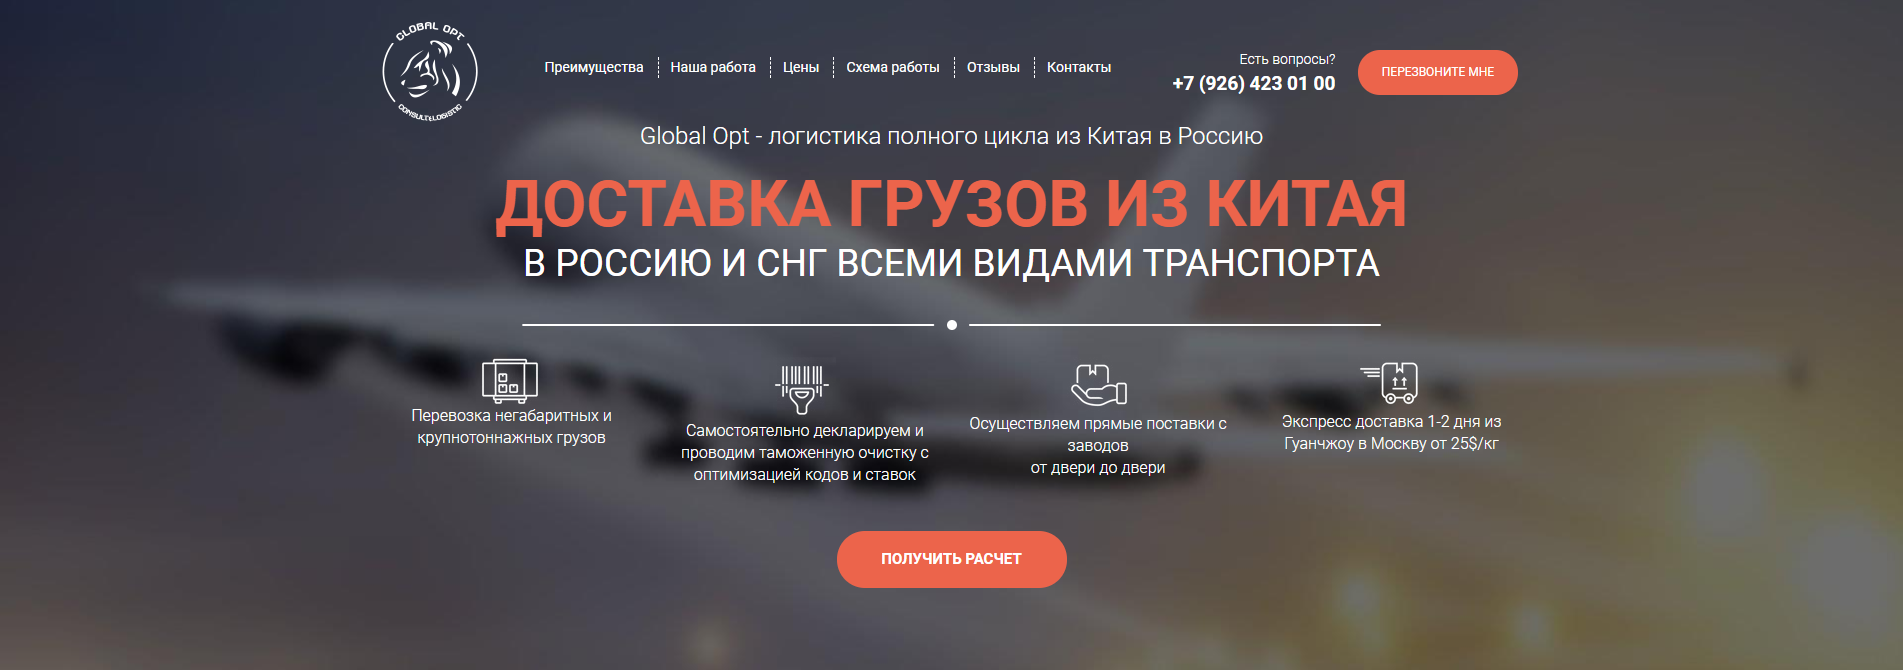 GLOBAL OPT
CONSULT&LOGISTIC
Преимущества
Наша работа
Цены
Схема работы
Отзывы
Контакты
Есть вопросы?
+7 (926) 423 01 00
ПЕРЕЗВОНИТЕ МНЕ
Global Opt - логистика полного цикла из Китая в Россию
ДОСТАВКА ГРУЗОВ ИЗ КИТАЯ
В РОССИЮ И СНГ ВСЕМИ ВИДАМИ ТРАНСПОРТА
Перевозка негабаритных и
крупнотоннажных грузов
Самостоятельно декларируем и
проводим таможенную очистку с
оптимизацией кодов и ставок
Осуществляем прямые поставки с
заводов
от двери до двери
Экспресс доставка 1-2 дня из
Гуанчжоу в Москву от 25$/кг
ПОЛУЧИТЬ РАСЧЕТ